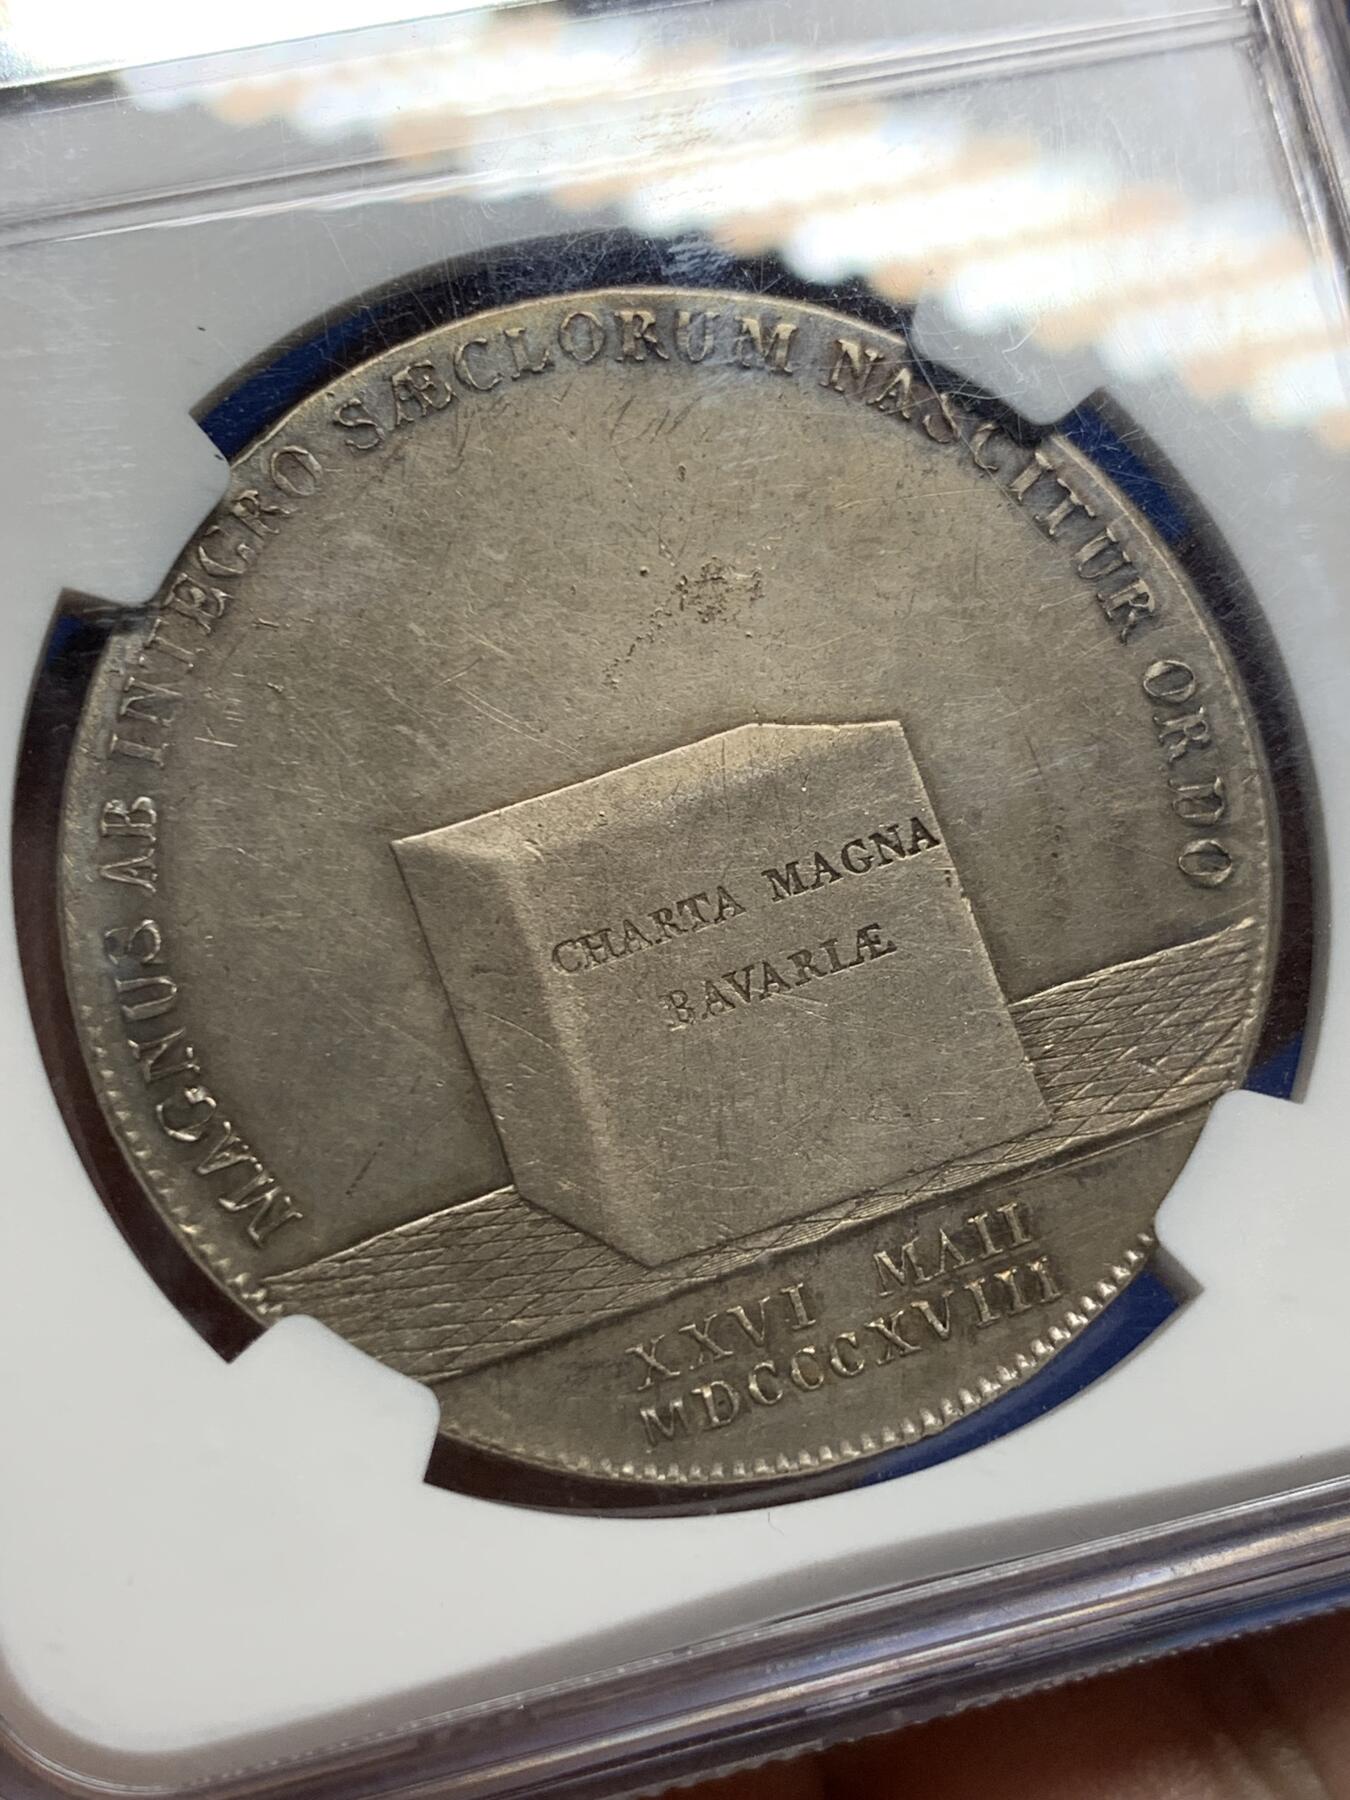 MAGNUS AB INTEGRO SÆCLORUM NASCITUR ORDO
CHARTA MAGNA
BAVARIÆ
XXVI MAII
MDCCCXVIII